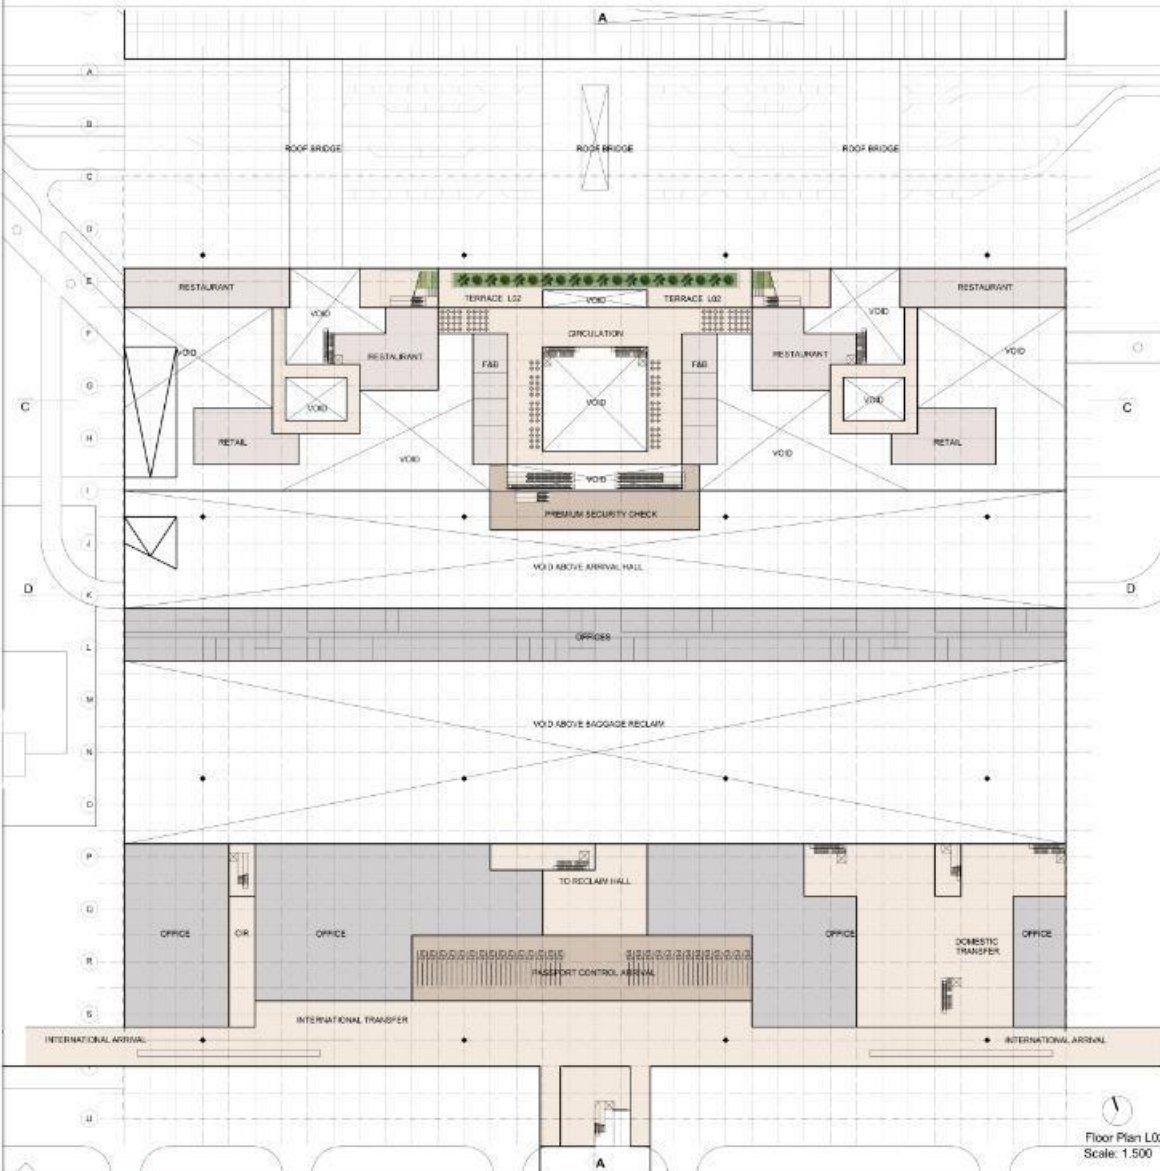 A
A
B
ROOF BRIDGE
ROOF BRIDGE
ROOF BRIDGE
C
D
E
RESTAURANT
RESTAURANT
TERRACE L02
VOID
TERRACE L02
VOID
VOID
F
CIRCULATION
VOID
RESTAURANT
F&B
F&B
RESTAURANT
VOID
G
C
VOID
VOID
VOID
C
H
RETAIL
RETAIL
VOID
VOID
VOID
I
PREMIUM SECURITY CHECK
J
VOID ABOVE ARRIVAL HALL
D
K
D
OFFICES
L
M
VOID ABOVE BAGGAGE RECLAIM
N
O
P
TO RECLAIM HALL
Q
OFFICE
CIR
OFFICE
OFFICE
DOMESTIC
TRANSFER
OFFICE
R
PASSPORT CONTROL ARRIVAL
S
INTERNATIONAL TRANSFER
INTERNATIONAL ARRIVAL
INTERNATIONAL ARRIVAL
U
Floor Plan
Scale: 1.500
A